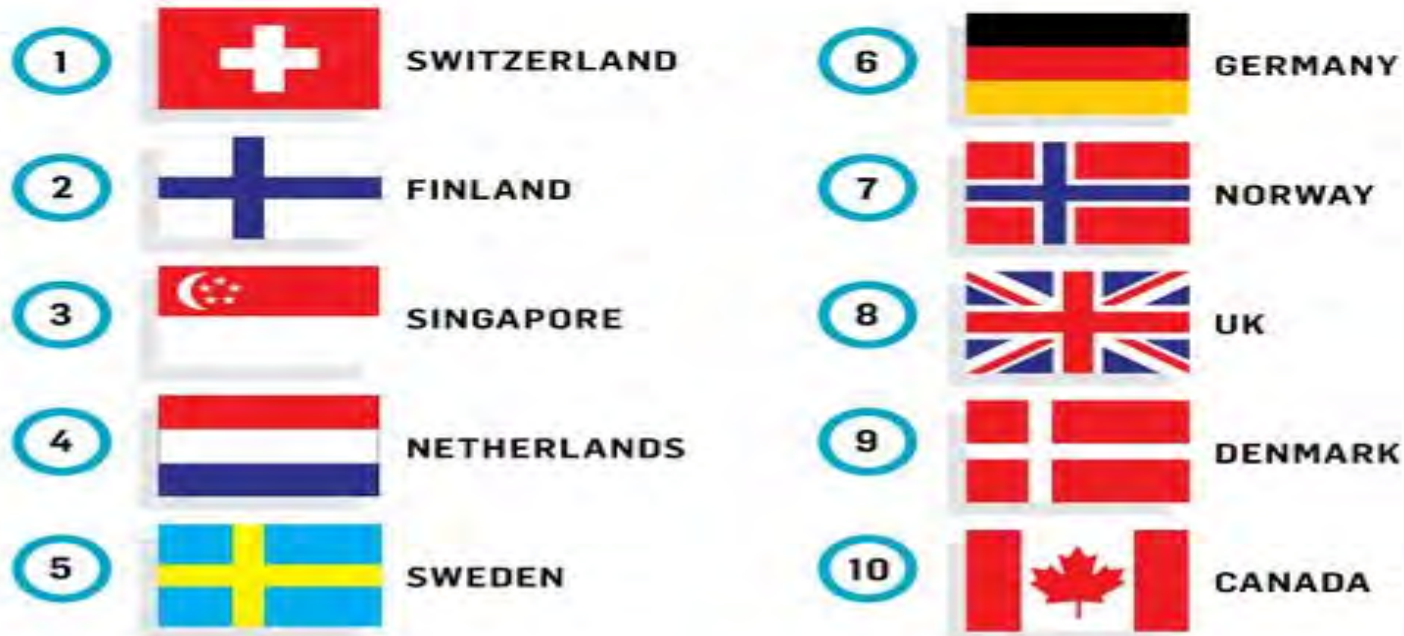 1 SWITZERLAND
2 FINLAND
3 SINGAPORE
4 NETHERLANDS
5 SWEDEN
6 GERMANY
7 NORWAY
8 UK
9 DENMARK
10 CANADA